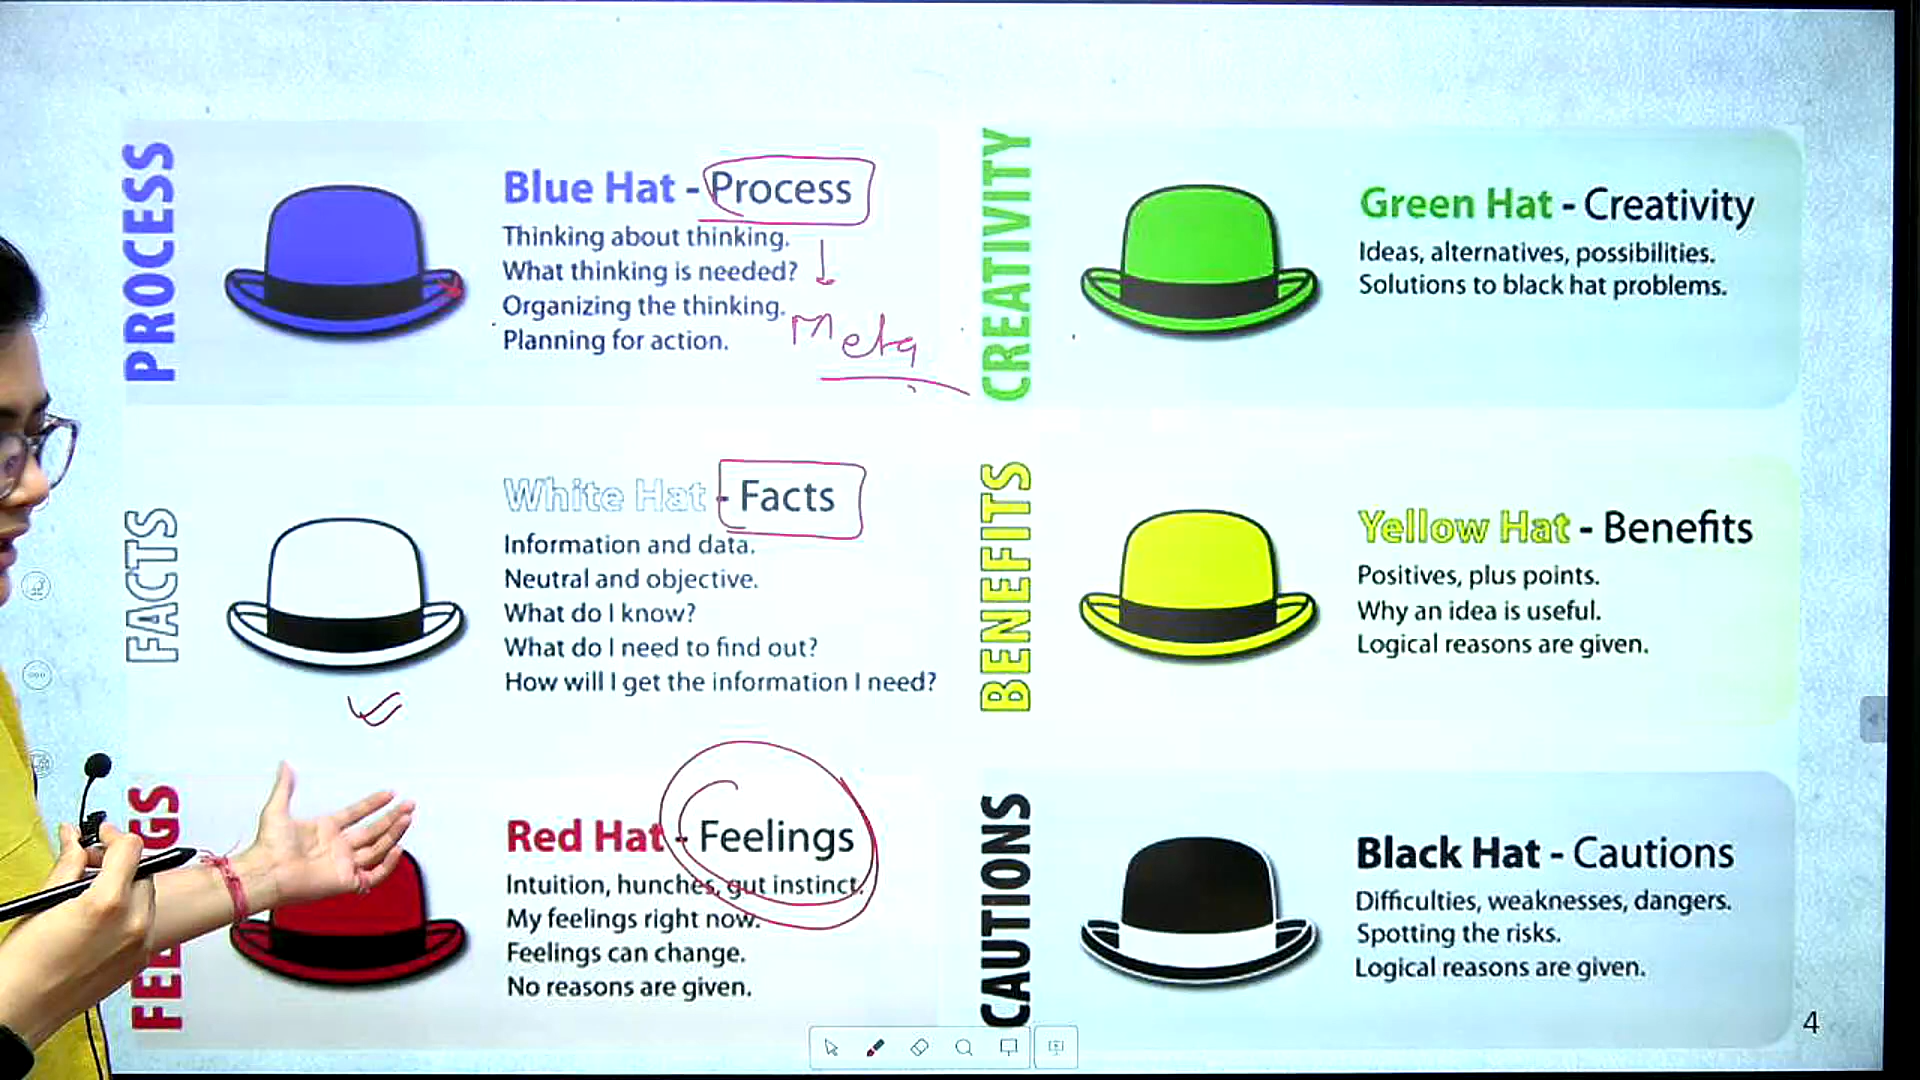 PROCESS
Blue Hat - Process
Thinking about thinking.
What thinking is needed?
Organizing the thinking.
Planning for action.
Meta
CREATIVITY
Green Hat - Creativity
Ideas, alternatives, possibilities.
Solutions to black hat problems.
FACTS
White Hat - Facts
Information and data.
Neutral and objective.
What do I know?
What do I need to find out?
How will I get the information I need?
BENEFITS
Yellow Hat - Benefits
Positives, plus points.
Why an idea is useful.
Logical reasons are given.
FEELINGS
Red Hat - Feelings
Intuition, hunches, gut instinct.
My feelings right now.
Feelings can change.
No reasons are given.
CAUTIONS
Black Hat - Cautions
Difficulties, weaknesses, dangers.
Spotting the risks.
Logical reasons are given.
4